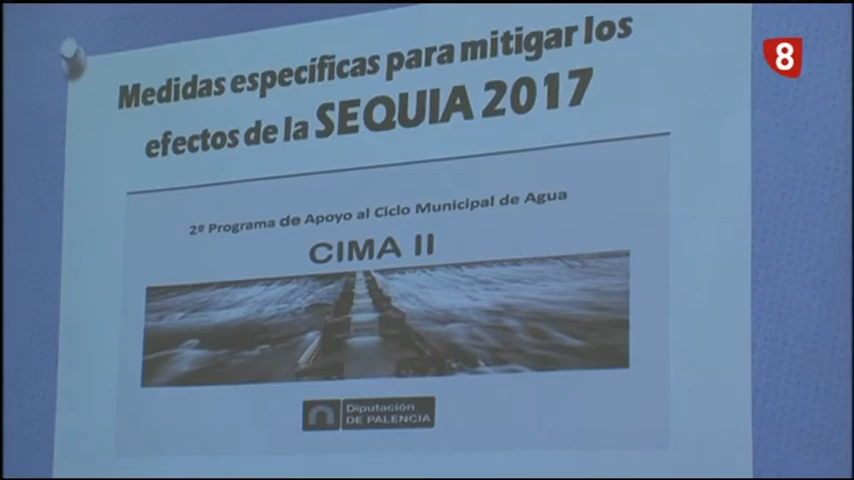 Medidas específicas para mitigar los
efectos de la SEQUIA 2017
2º Programa de Apoyo al Ciclo Municipal de Agua
CIMA II
Diputación
DE PALENCIA
8